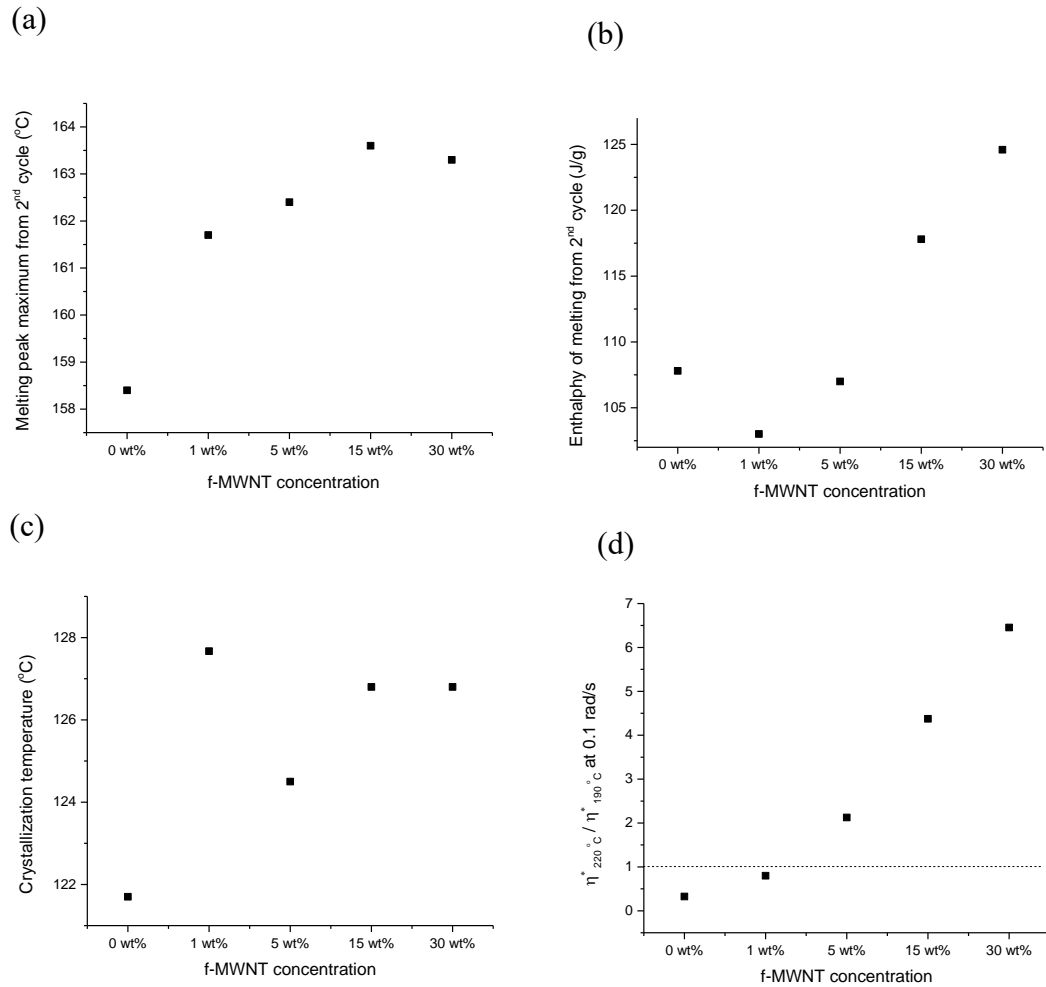 (a)
Melting peak maximum from 2nd cycle (°C)
164
163
162
161
160
159
158
0 wt% 1 wt% 5 wt% 15 wt% 30 wt%
f-MWNT concentration
(b)
Enthalphy of melting from 2nd cycle (J/g)
125
120
115
110
105
0 wt% 1 wt% 5 wt% 15 wt% 30 wt%
f-MWNT concentration
(c)
Crystallization temperature (°C)
128
126
124
122
0 wt% 1 wt% 5 wt% 15 wt% 30 wt%
f-MWNT concentration
(d)
η* 220 °C / η* 190 °C at 0.1 rad/s
7
6
5
4
3
2
1
0
0 wt% 1 wt% 5 wt% 15 wt% 30 wt%
f-MWNT concentration